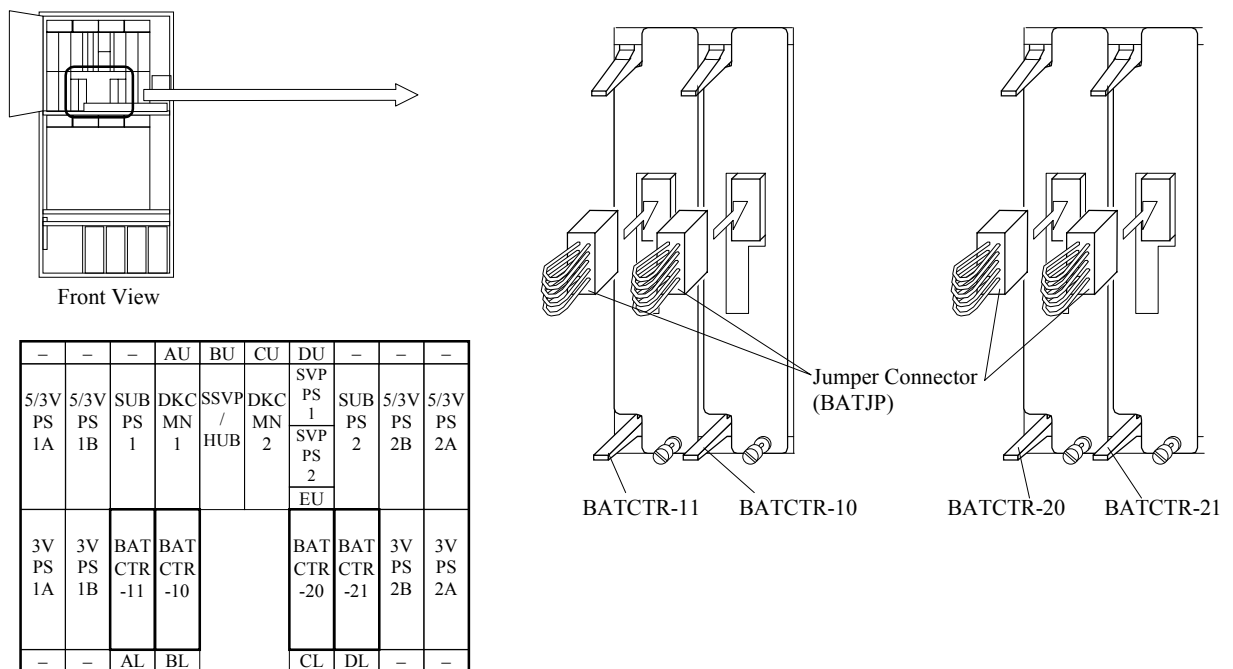 Front View
– – – AU BU CU DU – – –
5/3V PS 1A
5/3V PS 1B
SUB PS 1
DKC MN 1
SSVP / HUB
DKC MN 2
SVP PS 1
SVP PS 2
EU
SUB PS 2
5/3V PS 2B
5/3V PS 2A
3V PS 1A
3V PS 1B
BAT CTR -11
BAT CTR -10
BAT CTR -20
BAT CTR -21
3V PS 2B
3V PS 2A
– – AL BL CL DL – –
Jumper Connector
(BATJP)
BATCTR-11 BATCTR-10 BATCTR-20 BATCTR-21